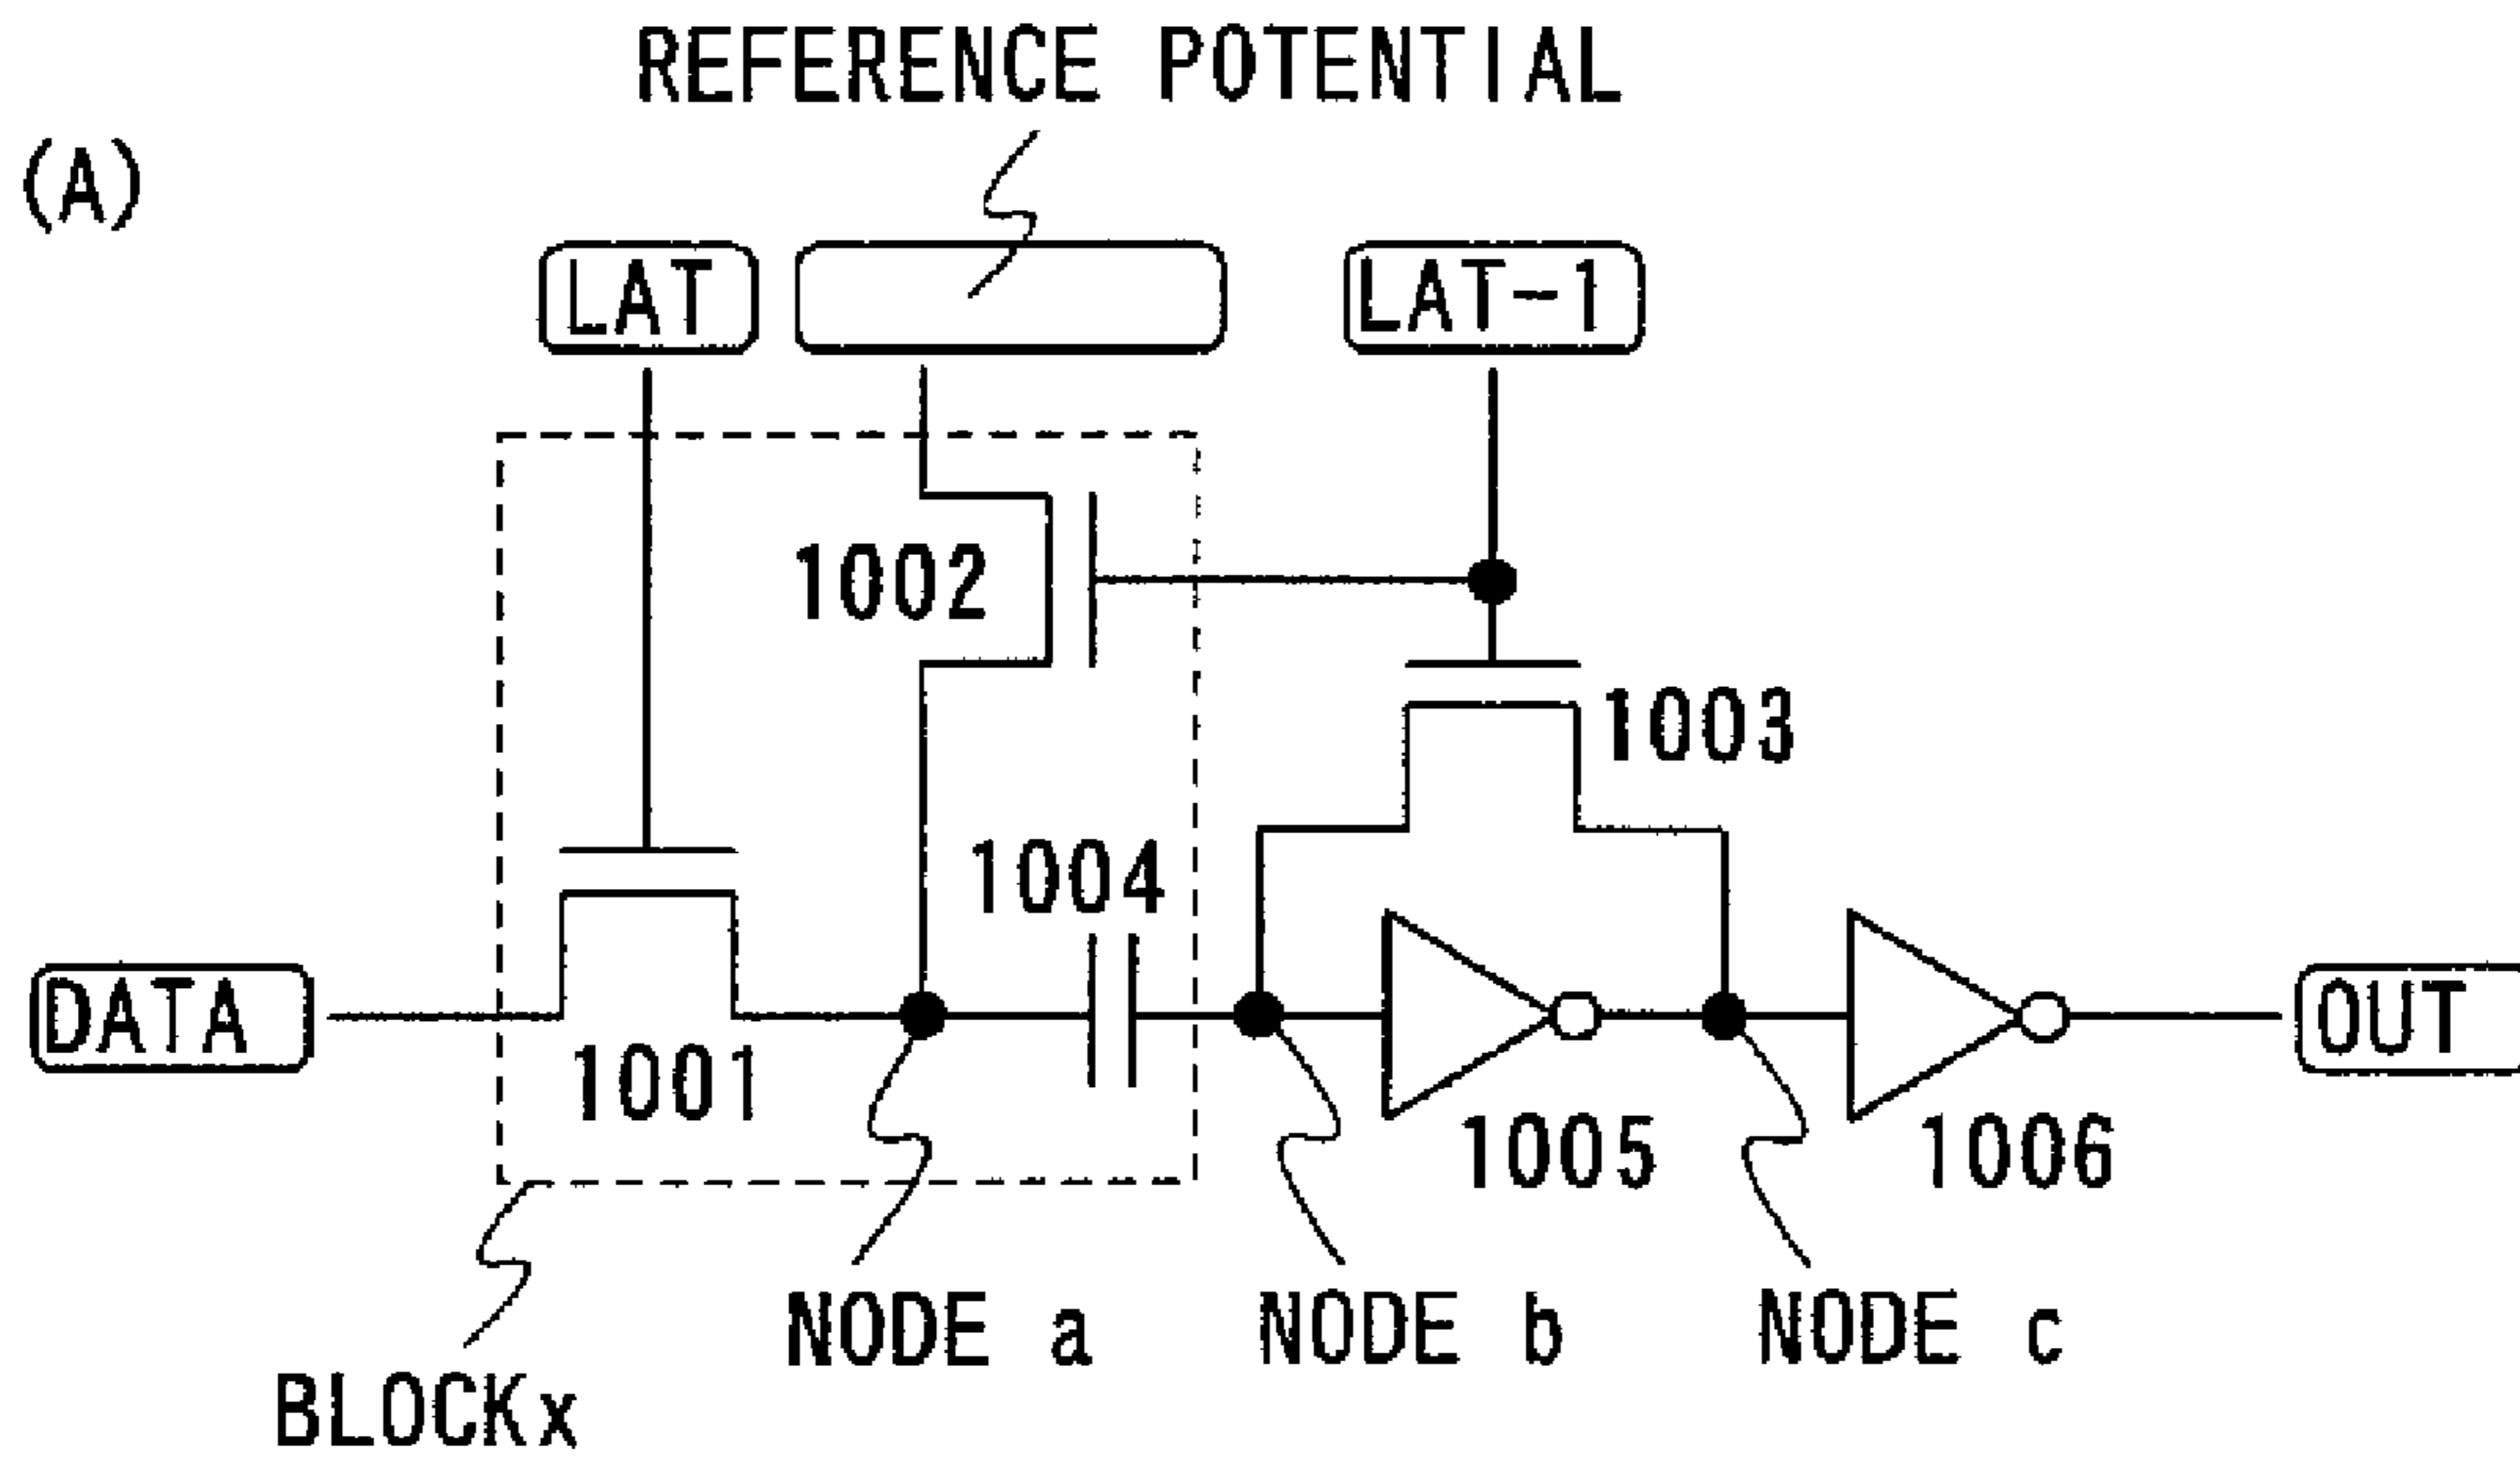 REFERENCE POTENTIAL
(A)
LAT
LAT-1
1002
1003
1004
DATA
OUT
1001
1005
1006
NODE a
NODE b
NODE c
BLOCKx